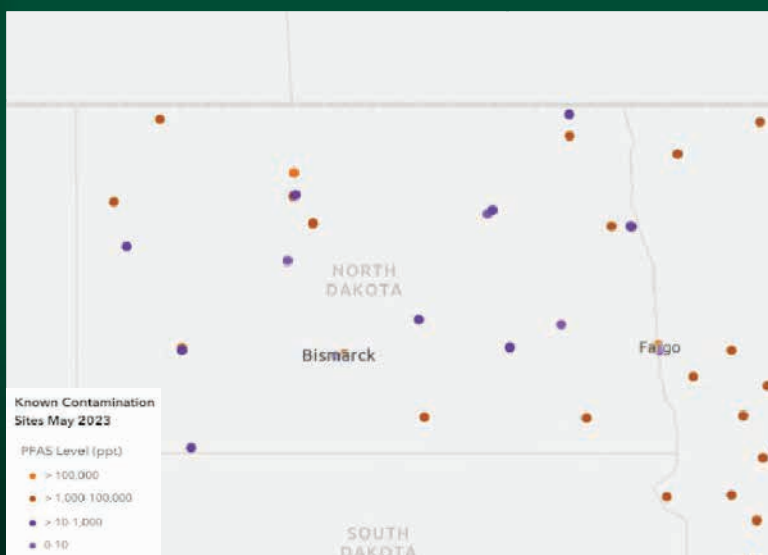 NORTH
DAKOTA
Bismarck
Fargo
Known Contamination
Sites May 2023
PFAS Level (ppt)
> 100,000
> 1,000-100,000
> 10-1,000
0-10
SOUTH
DAKOTA